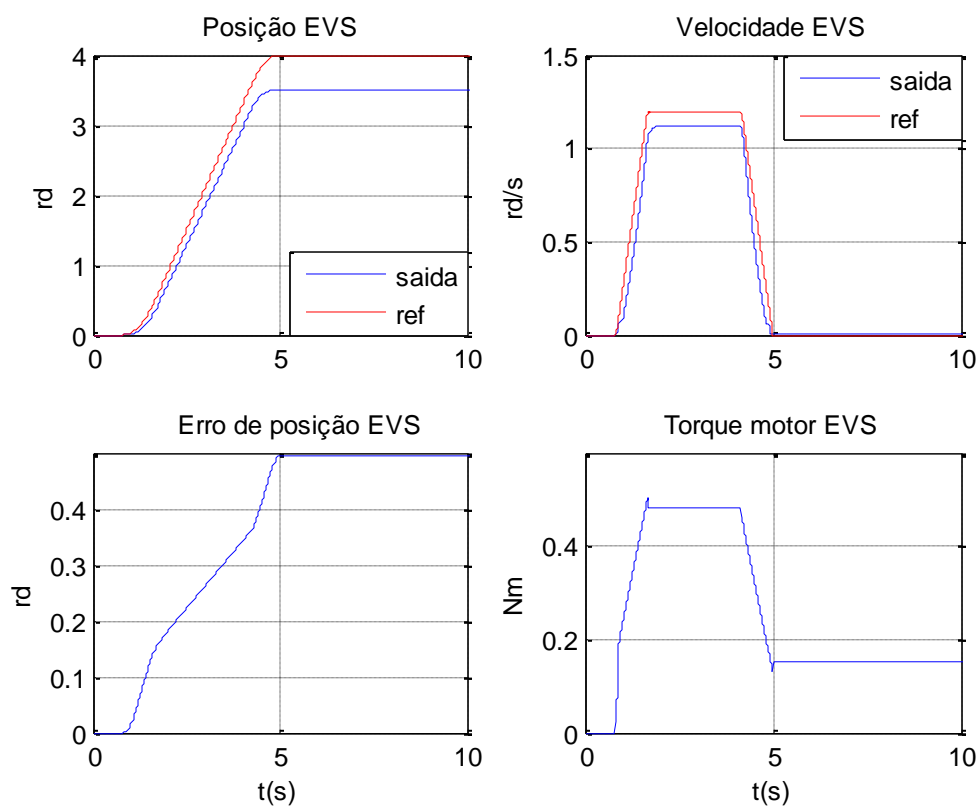 Posição EVS
4
3
2
1
0
rd
0
5
10
saida
ref
Velocidade EVS
1.5
1
0.5
0
rd/s
0
5
10
saida
ref
Erro de posição EVS
0.4
0.3
0.2
0.1
0
rd
0
5
10
t(s)
Torque motor EVS
0.4
0.2
0
Nm
0
5
10
t(s)